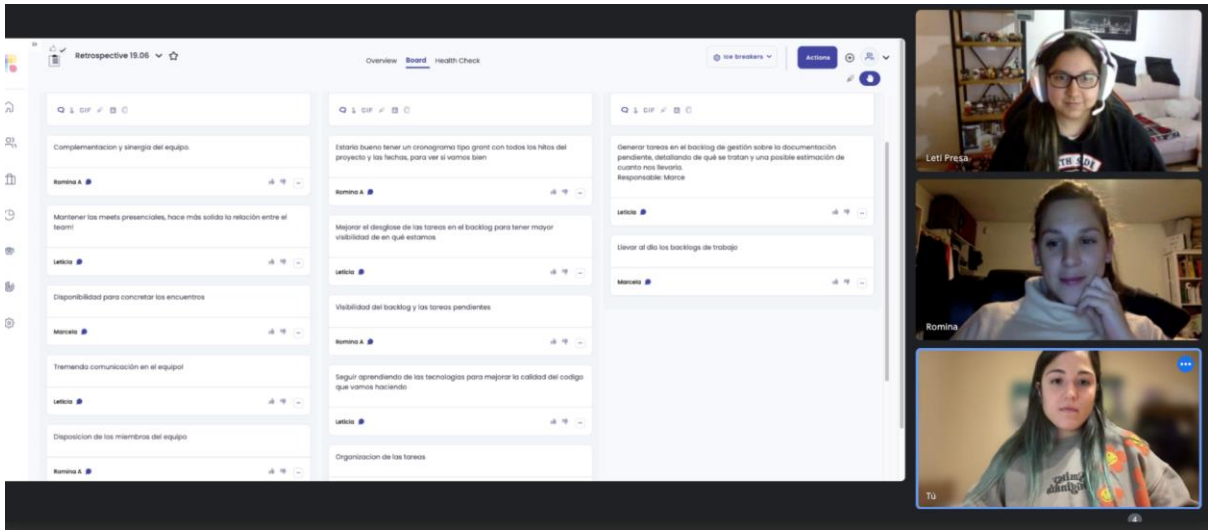 Retrospective 19.06
Overview Board Health Check
Ice breakers
Actions
GIF
Complementacion y sinergia del equipo.
Romina A
Mantener las meets presenciales, hace más solida la relación entre el
team!
Leticia
Disponibilidad para concretar los encuentros
Marcela
Tremenda comunicación en el equipo!
Leticia
Disposicion de los miembros del equipo
Romina A
GIF
Estaria bueno tener un cronograma tipo grant con todos los hitos del
proyecto y las fechas, para ver si vamos bien
Romina A
Mejorar el desglose de las tareas en el backlog para tener mayor
visibilidad de en qué estamos
Leticia
Visibilidad del backlog y las tareas pendientes
Romina A
Seguir aprendiendo de las tecnologias para mejorar la calidad del codigo
que vamos haciendo
Leticia
Organizacion de las tareas
GIF
Generar tareas en el backlog de gestión sobre la documentación
pendiente, detallando de qué se tratan y una posible estimación de
cuanto nos llevaria.
Responsable: Marce
Leticia
Llevar al dia los backlogs de trabajo
Marcela
Leti Presa
Romina
Tú
4